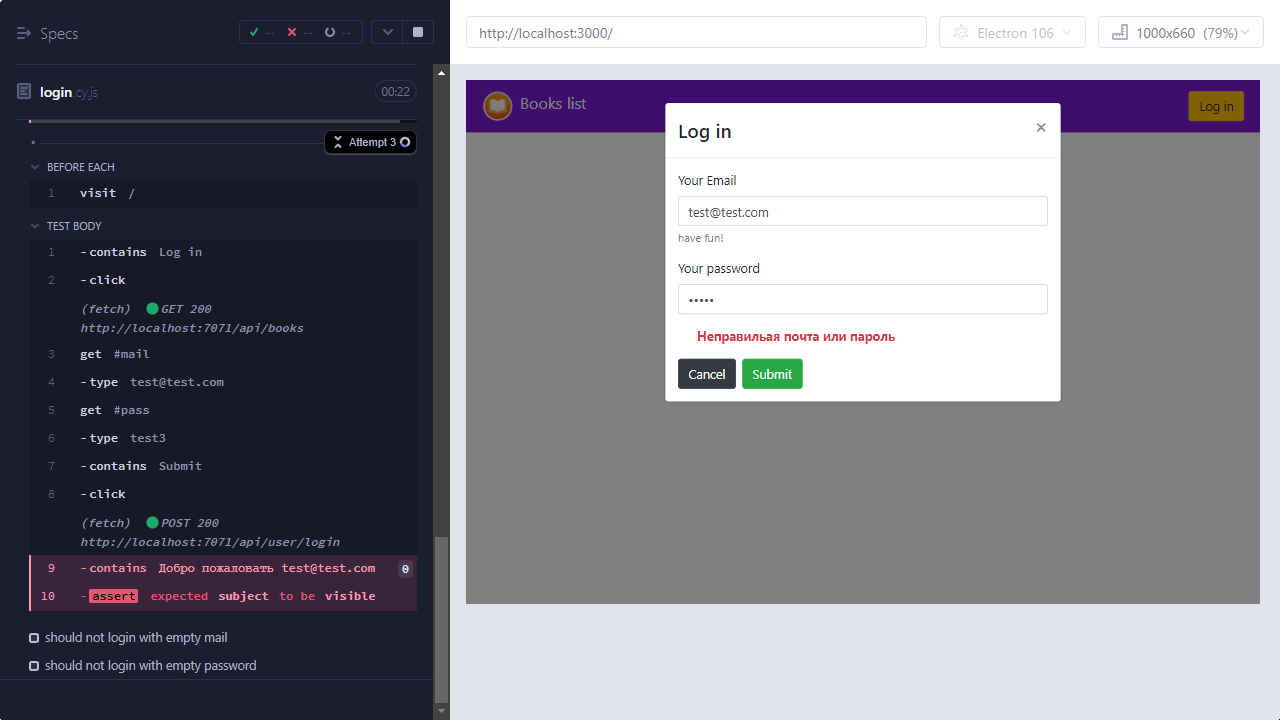 Specs
-- -- --
login.cy.js
00:22
Attempt 3
BEFORE EACH
1 visit /
TEST BODY
1 -contains Log in
2 -click
(fetch) GET 200
http://localhost:7071/api/books
3 get #mail
4 -type test@test.com
5 get #pass
6 -type test3
7 -contains Submit
8 -click
(fetch) POST 200
http://localhost:7071/api/user/login
9 -contains Добро пожаловать test@test.com 0
10 -assert expected subject to be visible
should not login with empty mail
should not login with empty password
http://localhost:3000/
Electron 106
1000x660 (79%)
Books list
Log in
Log in
×
Your Email
test@test.com
have fun!
Your password
•••••
Неправильая почта или пароль
Cancel Submit